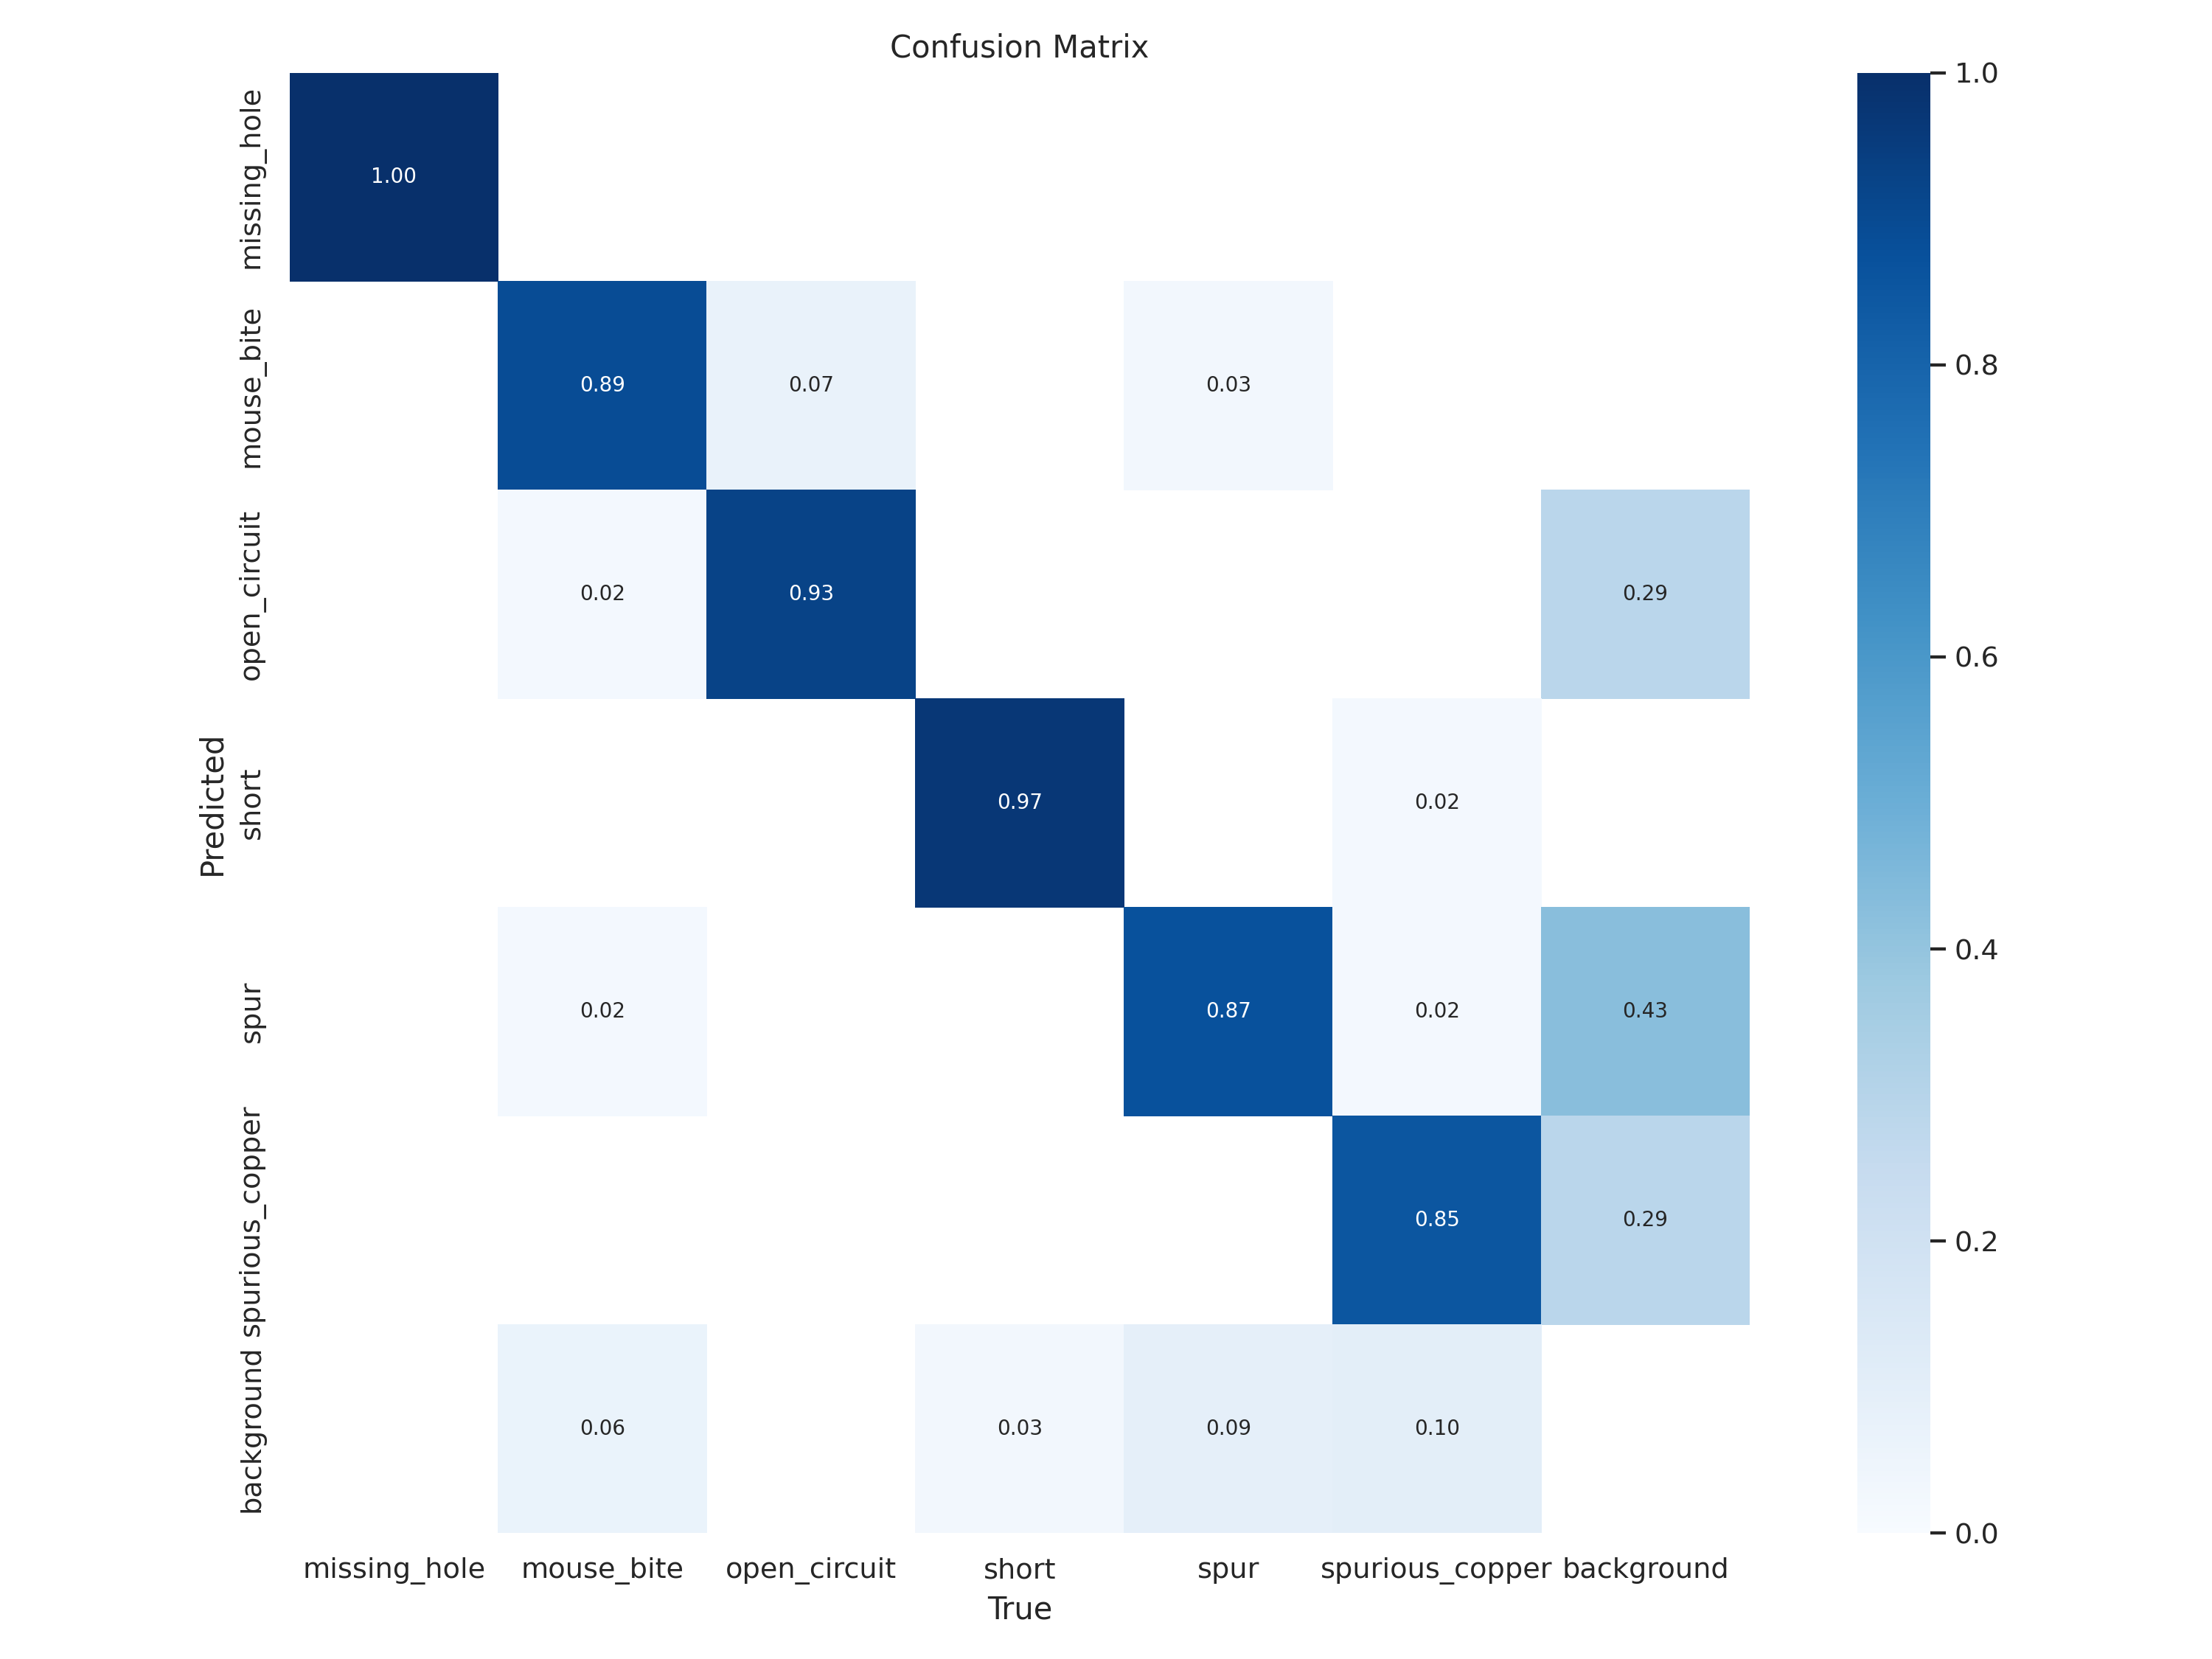 Confusion Matrix
missing_hole
1.00
mouse_bite
0.89 0.07 0.03
open_circuit
0.02 0.93 0.29
short
0.97 0.02
spur
0.02 0.87 0.02 0.43
spurious_copper
0.85 0.29
background
0.06 0.03 0.09 0.10
Predicted
missing_hole mouse_bite open_circuit short spur spurious_copper background
True
1.0
0.8
0.6
0.4
0.2
0.0